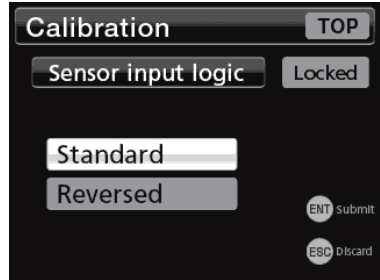 Calibration TOP
Sensor input logic Locked
Standard
Reversed
ENT Submit
ESC Discard